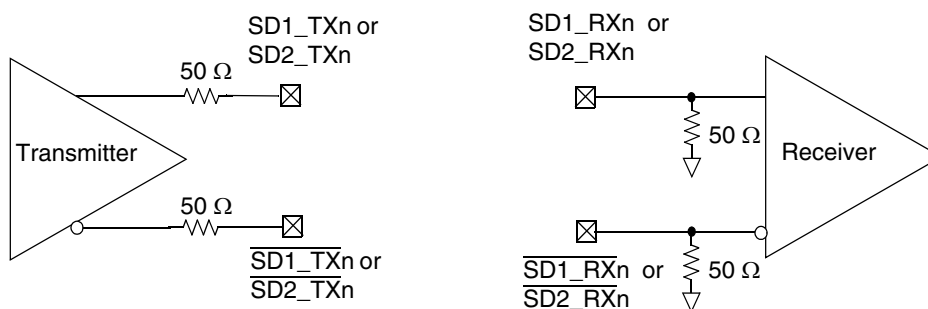 SD1_TXn or
SD2_TXn
50 Ω
Transmitter
50 Ω
SD1_TXn or
SD2_TXn
SD1_RXn or
SD2_RXn
50 Ω
Receiver
SD1_RXn or
SD2_RXn
50 Ω